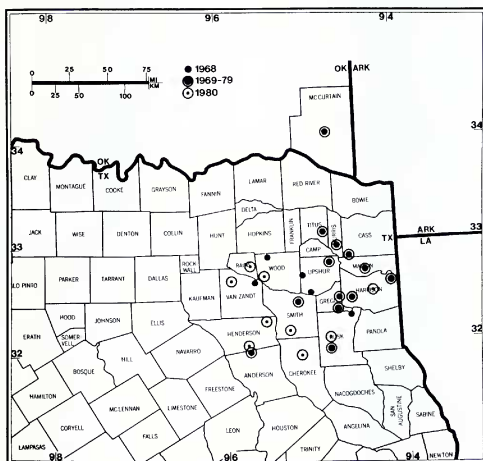 98
96
94
0 25 50 75
MI
KM
0 25 50 100
1968
1969-79
1980
OK ARK
MCCURTAIN
34
34
OK
TX
CLAY
MONTAGUE
COOKE
GRAYSON
FANNIN
LAMAR
RED RIVER
BOWIE
DELTA
TX
ARK
LA
JACK
WISE
DENTON
COLLIN
HUNT
HOPKINS
FRANKLIN
TITUS
CASS
33
33
CAMP
ROCK
WALL
WOOD
UPSHUR
PARKER
TARRANT
DALLAS
KAUFMAN
VAN ZANDT
SMITH
HOOD
JOHNSON
ELLIS
HENDERSON
PANOLA
ERATH
SOMER-
VELL
32
32
BOSQUE
HILL
NAVARRO
ANDERSON
CHEROKEE
SHELBY
HAMILTON
FREESTONE
NACOGDOCHES
SAN
AUGUSTINE
SABINE
MC LENNAN
LIMESTONE
CORYELL
FALLS
LEON
HOUSTON
ANGELINA
LAMPASAS
TRINITY
NEWTON
98
96
94